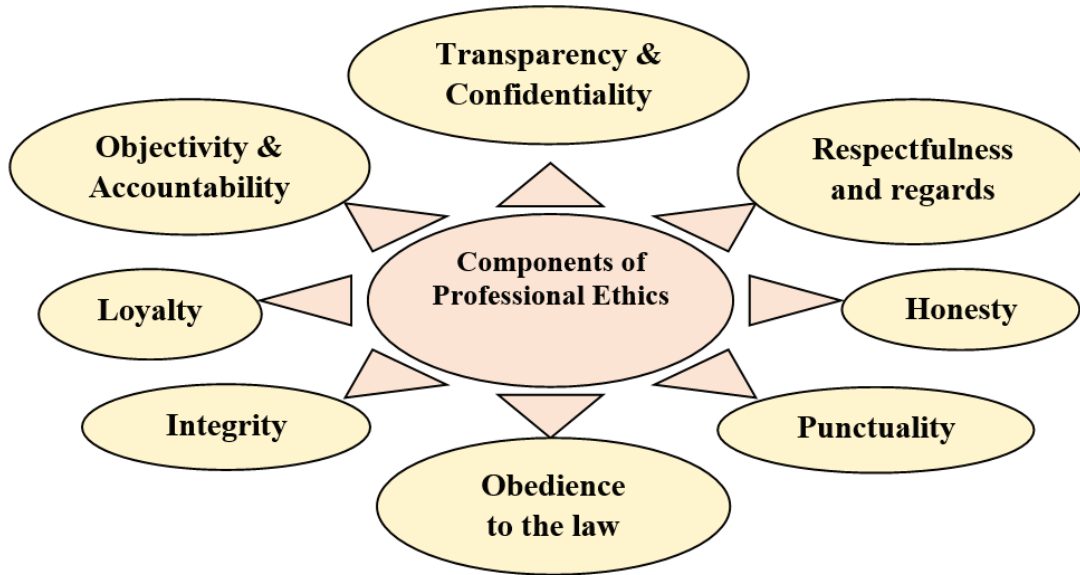 Transparency &
Confidentiality
Objectivity &
Accountability
Respectfulness
and regards
Components of
Professional Ethics
Loyalty
Honesty
Integrity
Punctuality
Obedience
to the law